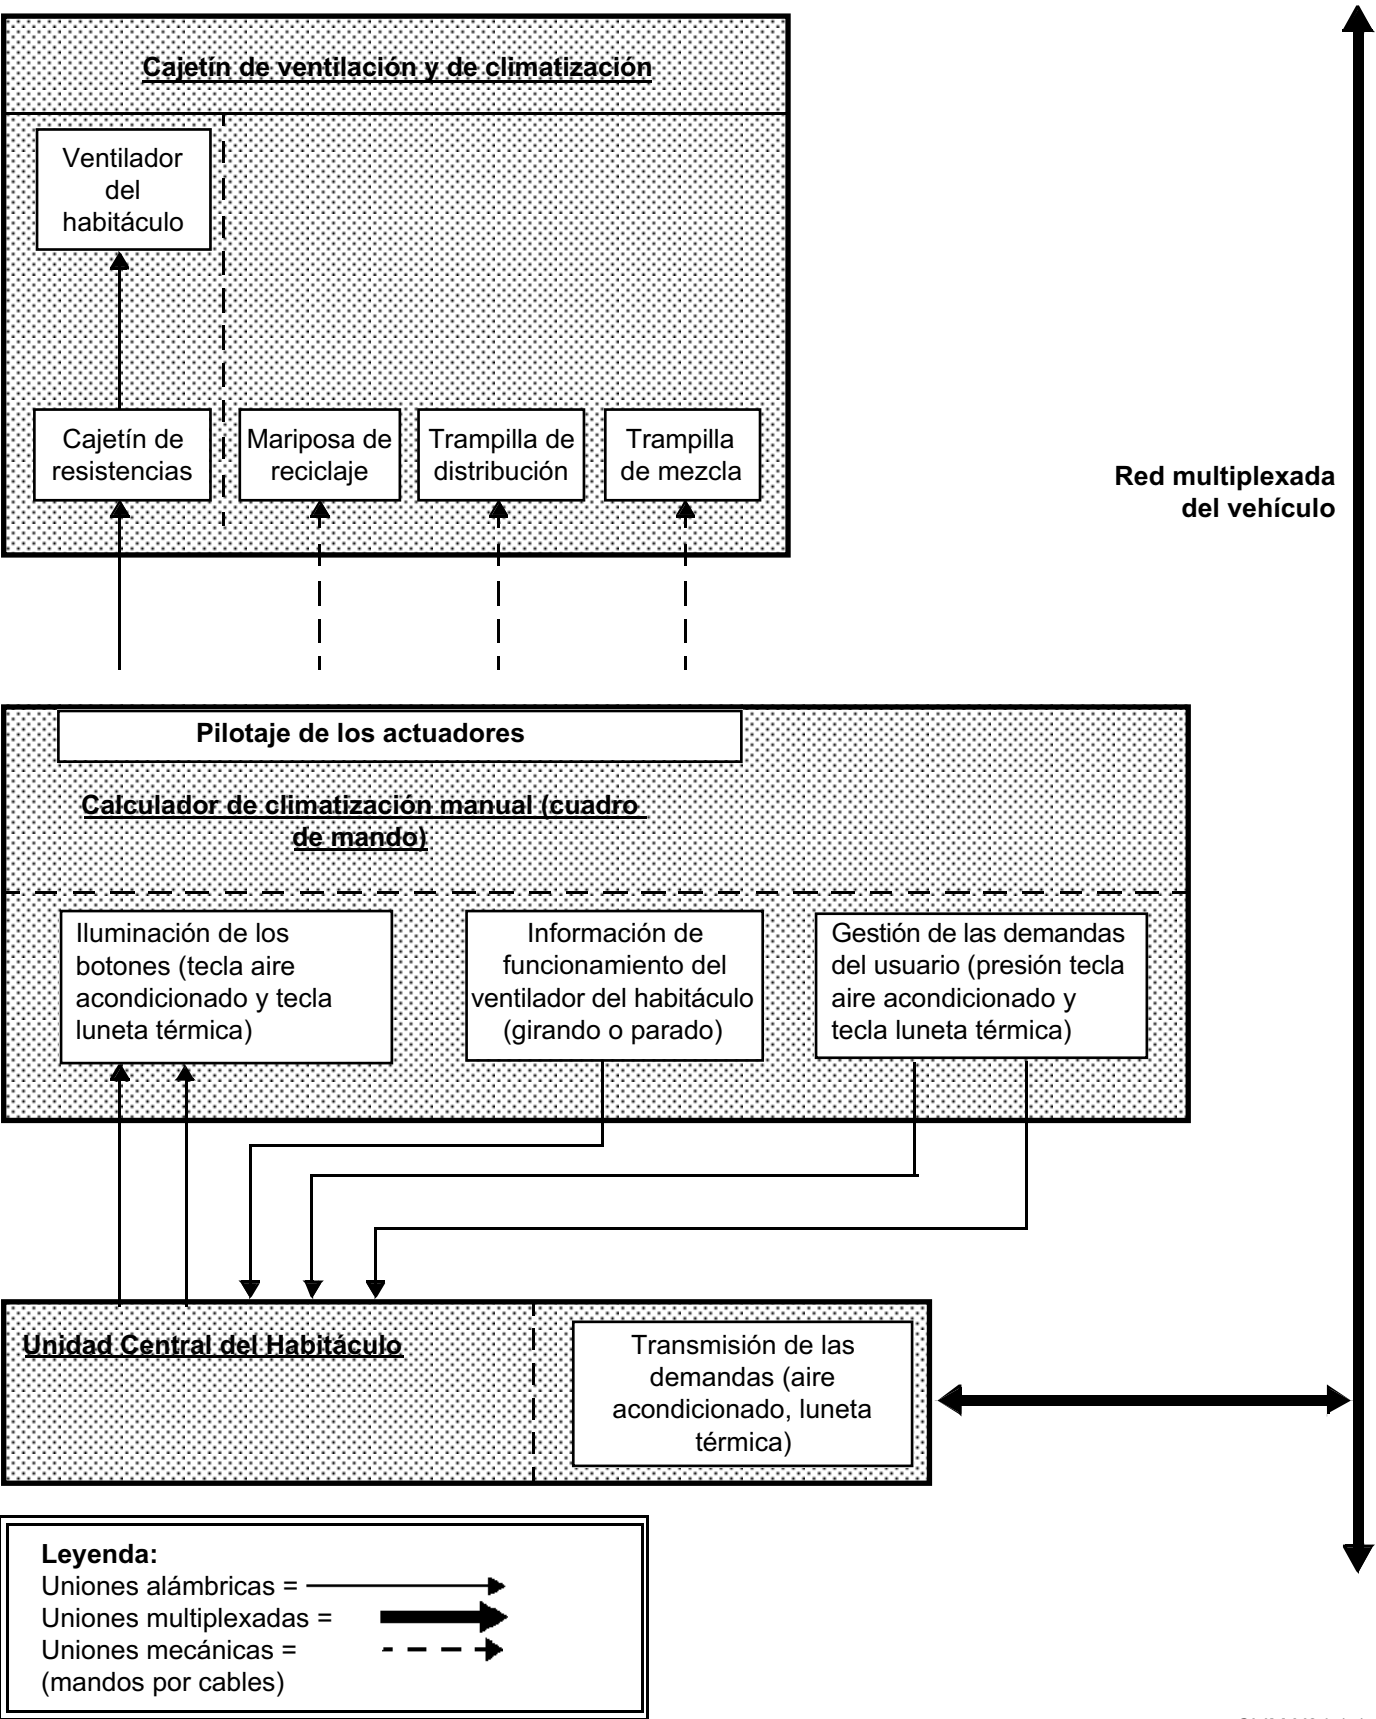 Cajetín de ventilación y de climatización
Ventilador
del
habitáculo
Cajetín de
resistencias
Mariposa de
reciclaje
Trampilla de
distribución
Trampilla
de mezcla
Red multiplexada
del vehículo
Pilotaje de los actuadores
Calculador de climatización manual (cuadro
de mando)
Iluminación de los
botones (tecla aire
acondicionado y tecla
luneta térmica)
Información de
funcionamiento del
ventilador del habitáculo
(girando o parado)
Gestión de las demandas
del usuario (presión tecla
aire acondicionado y
tecla luneta térmica)
Unidad Central del Habitáculo
Transmisión de las
demandas (aire
acondicionado, luneta
térmica)
Leyenda:
Uniones alámbricas =
Uniones multiplexadas =
Uniones mecánicas =
(mandos por cables)